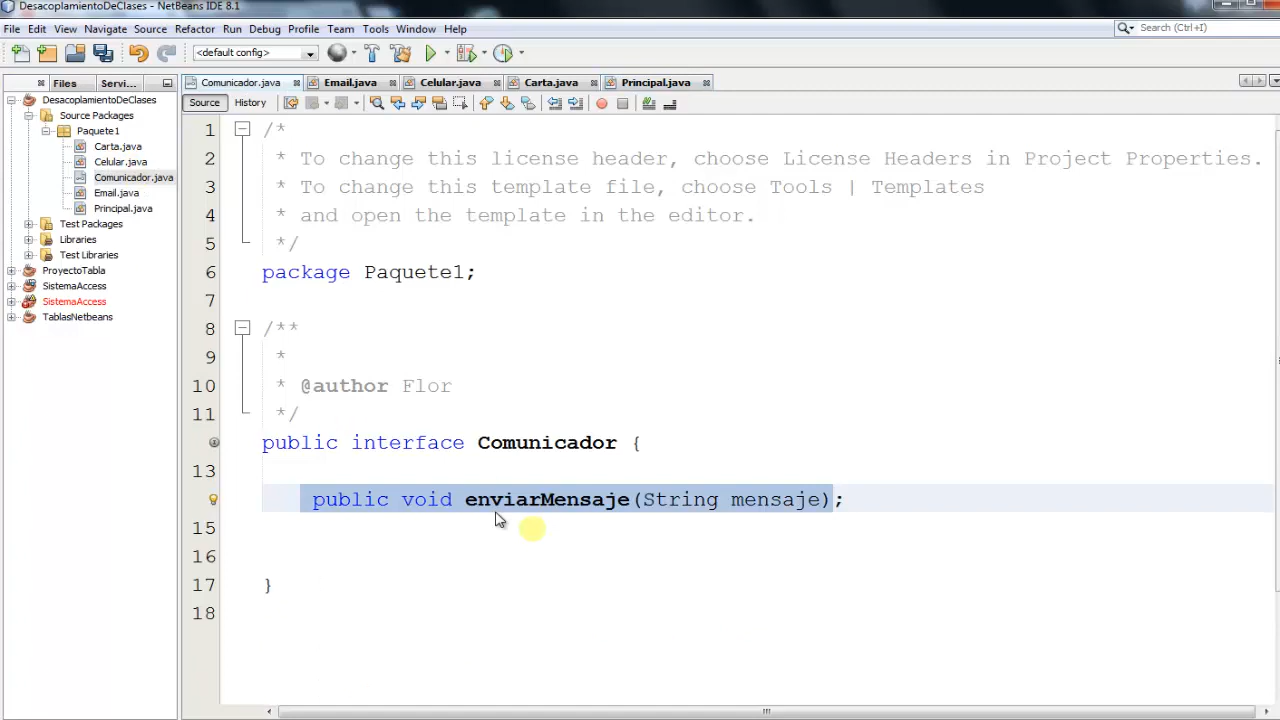 DesacoplamientoDeClases - NetBeans IDE 8.1
File Edit View Navigate Source Refactor Run Debug Profile Team Tools Window Help
Search (Ctrl+I)
<default config>
Files Servi...
Comunicador.java Email.java Celular.java Carta.java Principal.java
DesacoplamientoDeClases
Source Packages
Paquete1
Carta.java
Celular.java
Comunicador.java
Email.java
Principal.java
Test Packages
Libraries
Test Libraries
ProyectoTabla
SistemaAccess
SistemaAccess
TablasNetbeans
Source History
1 /*
2 * To change this license header, choose License Headers in Project Properties.
3 * To change this template file, choose Tools | Templates
4 * and open the template in the editor.
5 */
6 package Paquete1;
7
8 /**
9 *
10 * @author Flor
11 */
public interface Comunicador {
13
public void enviarMensaje(String mensaje);
15
16
17 }
18